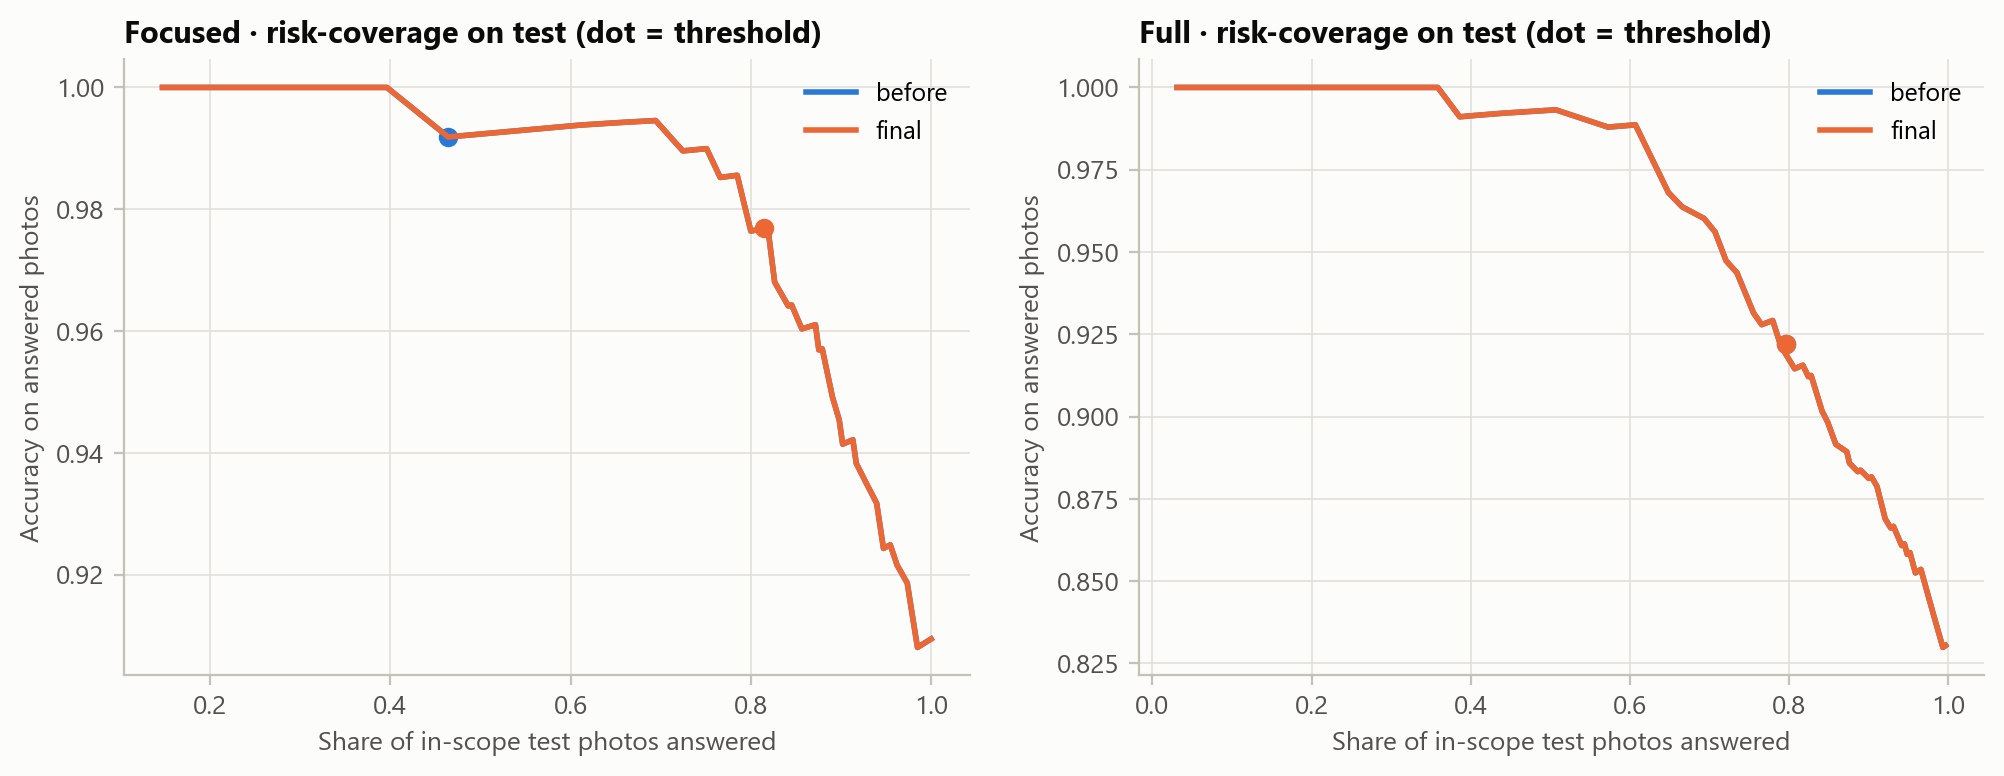 Focused · risk-coverage on test (dot = threshold)
before
final
1.00
0.98
0.96
0.94
0.92
Accuracy on answered photos
0.2
0.4
0.6
0.8
1.0
Share of in-scope test photos answered
Full · risk-coverage on test (dot = threshold)
before
final
1.000
0.975
0.950
0.925
0.900
0.875
0.850
0.825
Accuracy on answered photos
0.0
0.2
0.4
0.6
0.8
1.0
Share of in-scope test photos answered